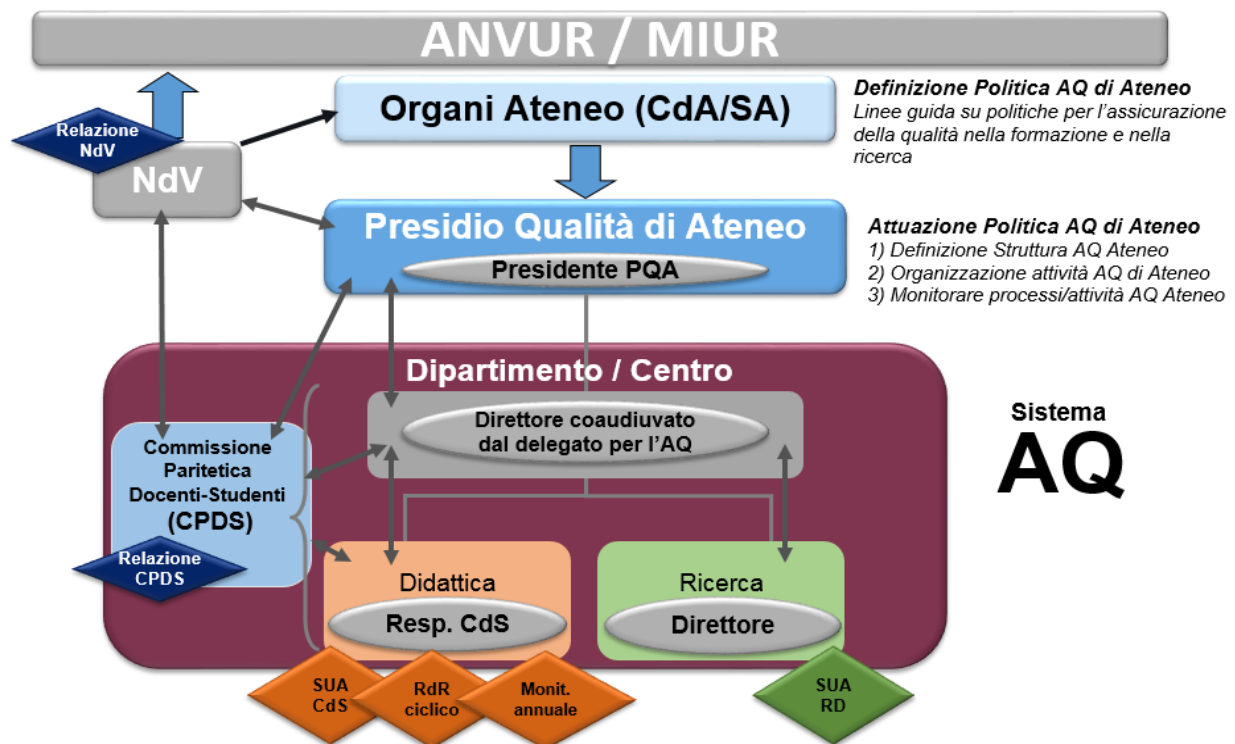 ANVUR / MIUR
Organi Ateneo (CdA/SA)
Definizione Politica AQ di Ateneo
Linee guida su politiche per l'assicurazione
della qualità nella formazione e nella
ricerca
Relazione
NdV
NdV
Presidio Qualità di Ateneo
Presidente PQA
Attuazione Politica AQ di Ateneo
1) Definizione Struttura AQ Ateneo
2) Organizzazione attività AQ di Ateneo
3) Monitorare processi/attività AQ Ateneo
Dipartimento / Centro
Direttore coaudiuvato
dal delegato per l'AQ
Commissione
Paritetica
Docenti-Studenti
(CPDS)
Relazione
CPDS
Sistema
AQ
Didattica
Resp. CdS
Ricerca
Direttore
SUA
CdS
RdR
ciclico
Monit.
annuale
SUA
RD